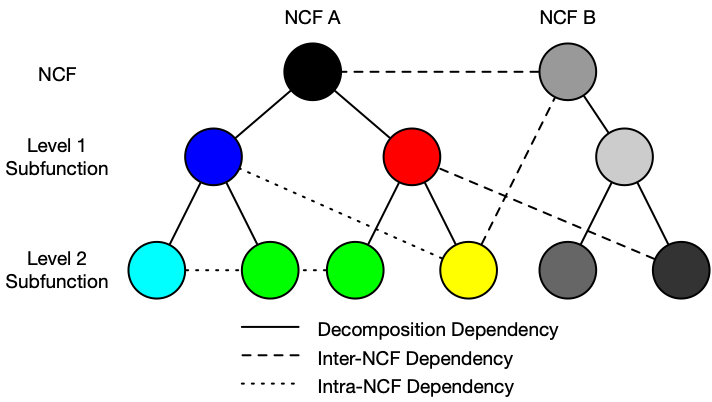 NCF A
NCF B
NCF
Level 1
Subfunction
Level 2
Subfunction
Decomposition Dependency
Inter-NCF Dependency
Intra-NCF Dependency